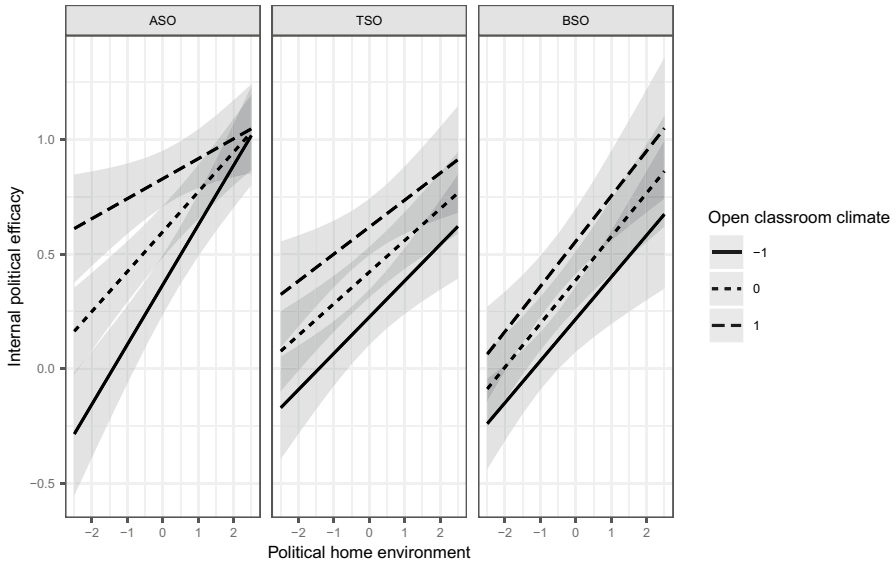 ASO TSO BSO
1.0
0.5
0.0
−0.5
Internal political efficacy
−2 −1 0 1 2 −2 −1 0 1 2 −2 −1 0 1 2
Political home environment
Open classroom climate
−1
0
1